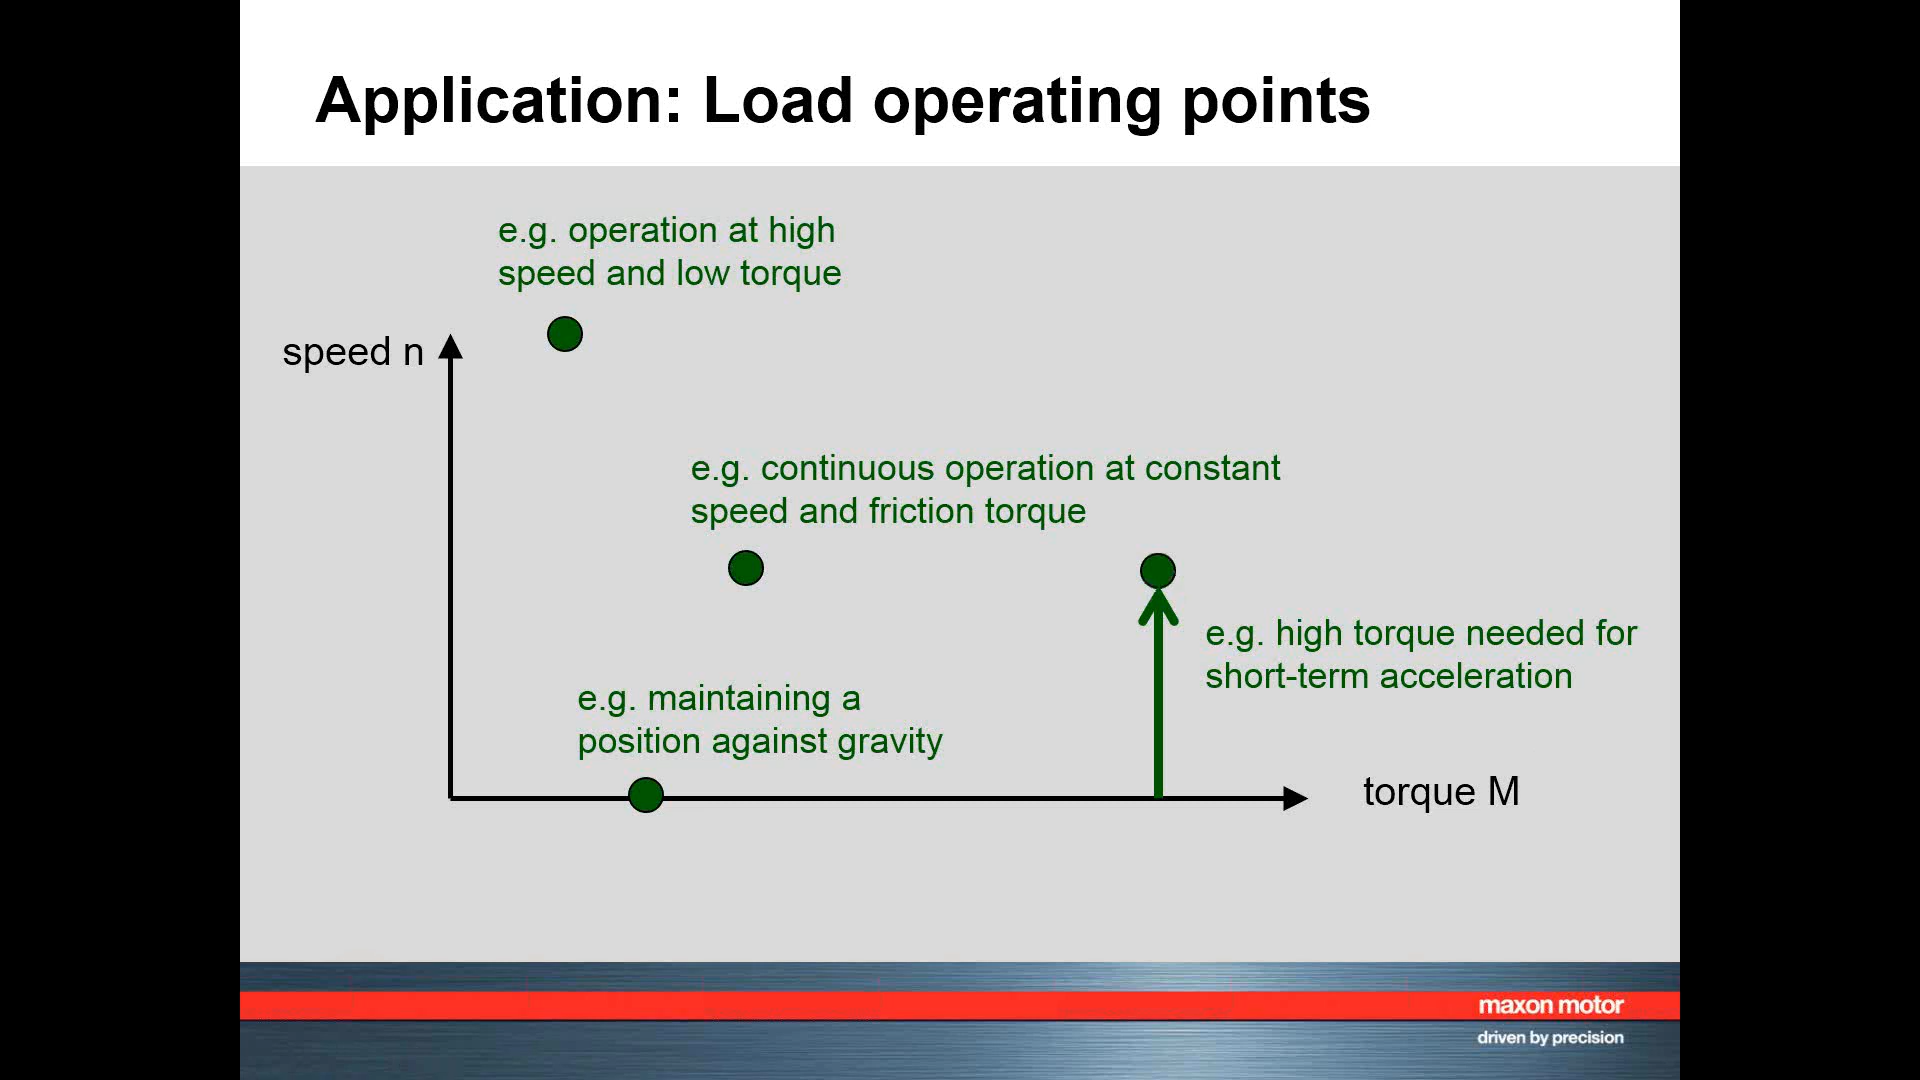 Application: Load operating points
e.g. operation at high
speed and low torque
speed n
e.g. continuous operation at constant
speed and friction torque
e.g. high torque needed for
short-term acceleration
e.g. maintaining a
position against gravity
torque M
maxon motor
driven by precision